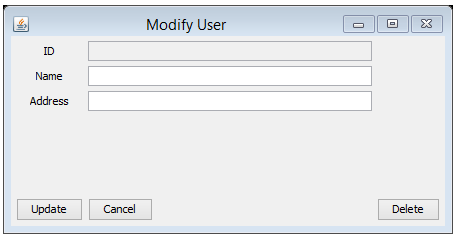 Modify User
ID
Name
Address
Update Cancel Delete